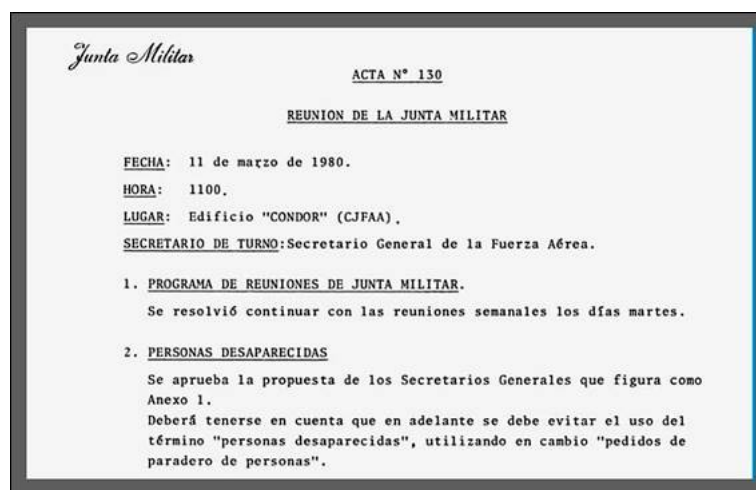 Junta Militar
ACTA N° 130
REUNION DE LA JUNTA MILITAR
FECHA: 11 de marzo de 1980.
HORA: 1100.
LUGAR: Edificio "CONDOR" (CJFAA).
SECRETARIO DE TURNO:Secretario General de la Fuerza Aérea.
1. PROGRAMA DE REUNIONES DE JUNTA MILITAR.
Se resolvió continuar con las reuniones semanales los días martes.
2. PERSONAS DESAPARECIDAS
Se aprueba la propuesta de los Secretarios Generales que figura como
Anexo 1.
Deberá tenerse en cuenta que en adelante se debe evitar el uso del
término "personas desaparecidas", utilizando en cambio "pedidos de
paradero de personas".